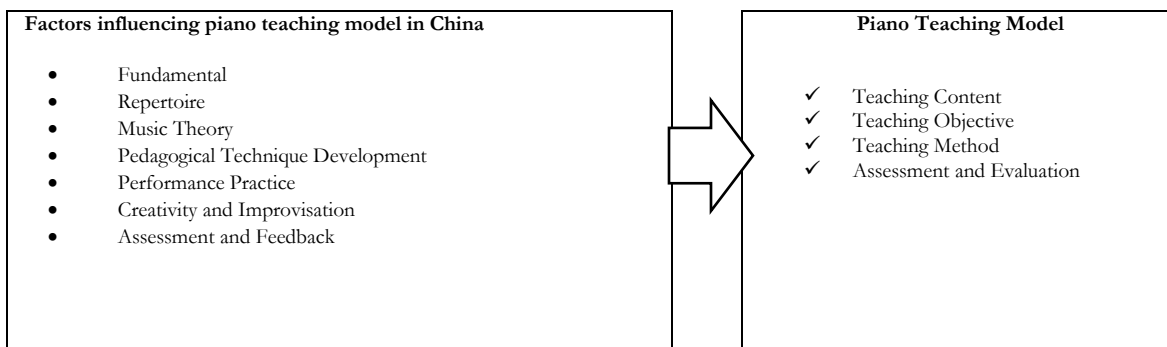 Factors influencing piano teaching model in China
• Fundamental
• Repertoire
• Music Theory
• Pedagogical Technique Development
• Performance Practice
• Creativity and Improvisation
• Assessment and Feedback
Piano Teaching Model
✓ Teaching Content
✓ Teaching Objective
✓ Teaching Method
✓ Assessment and Evaluation